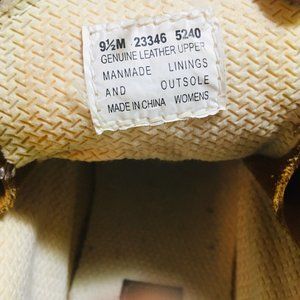 9½M 23346 5240
GENUINE LEATHER UPPER
MANMADE LININGS
AND OUTSOLE
MADE IN CHINA WOMENS